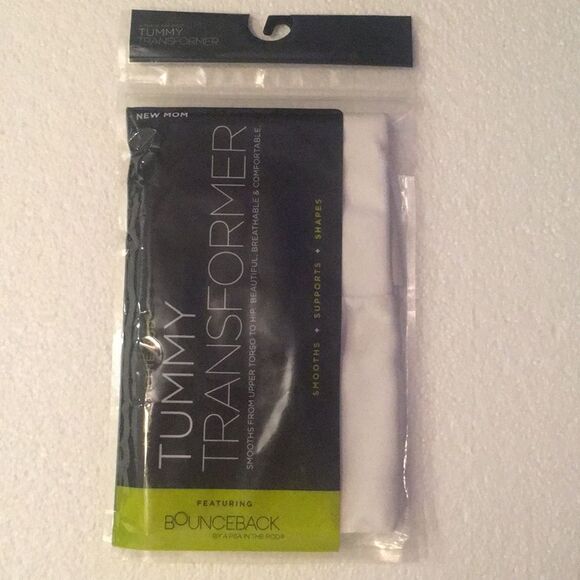 TUMMY
TRANSFORMER
NEW MOM
TUMMY
TRANSFORMER
SMOOTHS FROM UPPER TORSO TO HIP. BEAUTIFUL, BREATHABLE & COMFORTABLE.
SMOOTHS + SUPPORTS + SHAPES
FEATURING
BOUNCEBACK
BY A PEA IN THE POD®